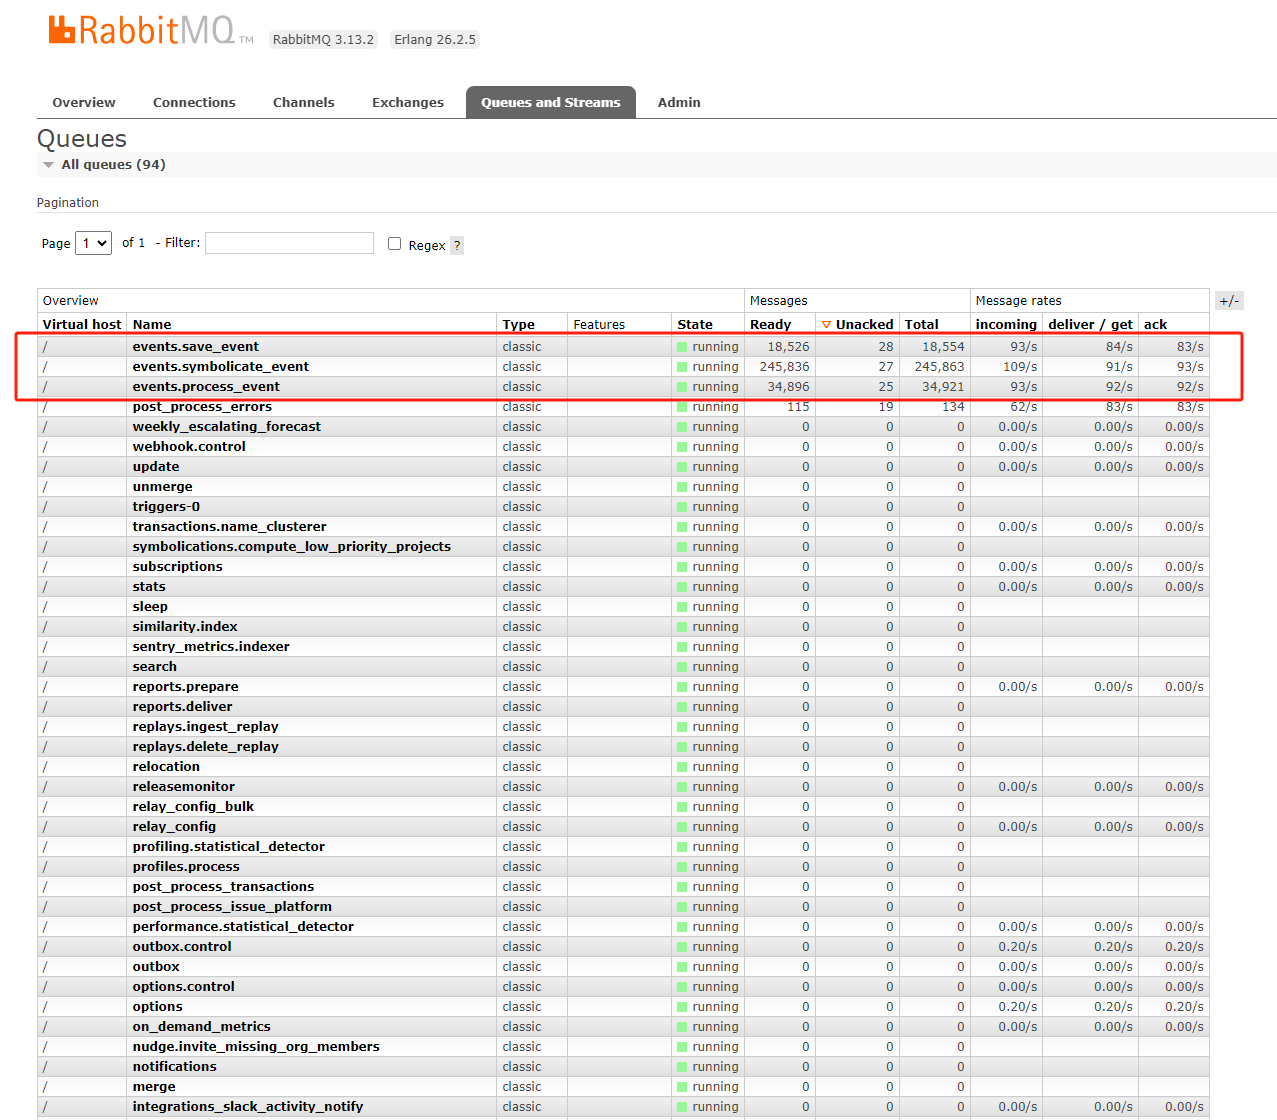 RabbitMQ TM RabbitMQ 3.13.2 Erlang 26.2.5
Overview Connections Channels Exchanges Queues and Streams Admin
Queues
All queues (94)
Pagination
Page 1 of 1 - Filter: Regex ?
Overview Messages Message rates +/-
Virtual host Name Type Features State Ready Unacked Total incoming deliver / get ack
/ events.save_event classic running 18,526 28 18,554 93/s 84/s 83/s
/ events.symbolicate_event classic running 245,836 27 245,863 109/s 91/s 93/s
/ events.process_event classic running 34,896 25 34,921 93/s 92/s 92/s
/ post_process_errors classic running 115 19 134 62/s 83/s 83/s
/ weekly_escalating_forecast classic running 0 0 0 0.00/s 0.00/s 0.00/s
/ webhook.control classic running 0 0 0 0.00/s 0.00/s 0.00/s
/ update classic running 0 0 0 0.00/s 0.00/s 0.00/s
/ unmerge classic running 0 0 0
/ triggers-0 classic running 0 0 0
/ transactions.name_clusterer classic running 0 0 0 0.00/s 0.00/s 0.00/s
/ symbolications.compute_low_priority_projects classic running 0 0 0
/ subscriptions classic running 0 0 0 0.00/s 0.00/s 0.00/s
/ stats classic running 0 0 0 0.00/s 0.00/s 0.00/s
/ sleep classic running 0 0 0
/ similarity.index classic running 0 0 0
/ sentry_metrics.indexer classic running 0 0 0
/ search classic running 0 0 0
/ reports.prepare classic running 0 0 0 0.00/s 0.00/s 0.00/s
/ reports.deliver classic running 0 0 0
/ replays.ingest_replay classic running 0 0 0
/ replays.delete_replay classic running 0 0 0
/ relocation classic running 0 0 0
/ releasemonitor classic running 0 0 0 0.00/s 0.00/s 0.00/s
/ relay_config_bulk classic running 0 0 0
/ relay_config classic running 0 0 0 0.00/s 0.00/s 0.00/s
/ profiling.statistical_detector classic running 0 0 0
/ profiles.process classic running 0 0 0
/ post_process_transactions classic running 0 0 0
/ post_process_issue_platform classic running 0 0 0
/ performance.statistical_detector classic running 0 0 0 0.00/s 0.00/s 0.00/s
/ outbox.control classic running 0 0 0 0.20/s 0.20/s 0.20/s
/ outbox classic running 0 0 0 0.00/s 0.00/s 0.00/s
/ options.control classic running 0 0 0 0.00/s 0.00/s 0.00/s
/ options classic running 0 0 0 0.20/s 0.20/s 0.20/s
/ on_demand_metrics classic running 0 0 0 0.00/s 0.00/s 0.00/s
/ nudge.invite_missing_org_members classic running 0 0 0
/ notifications classic running 0 0 0
/ merge classic running 0 0 0
/ integrations_slack_activity_notify classic running 0 0 0 0.00/s 0.00/s 0.00/s